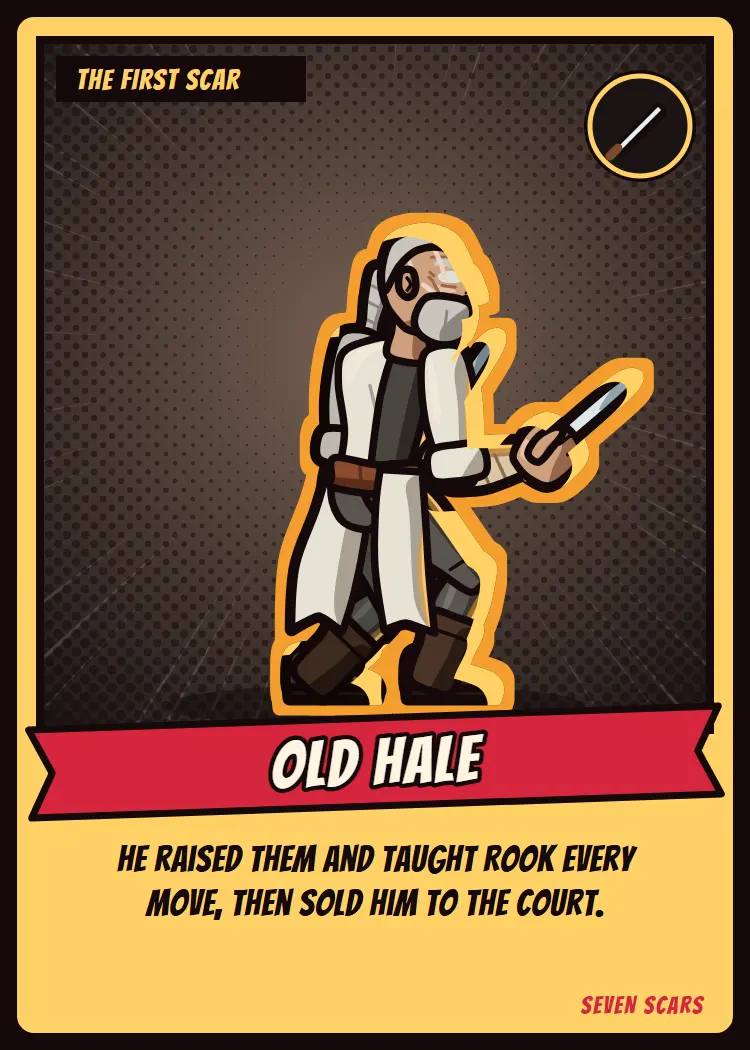 THE FIRST SCAR
OLD HALE
HE RAISED THEM AND TAUGHT ROOK EVERY
MOVE, THEN SOLD HIM TO THE COURT.
SEVEN SCARS